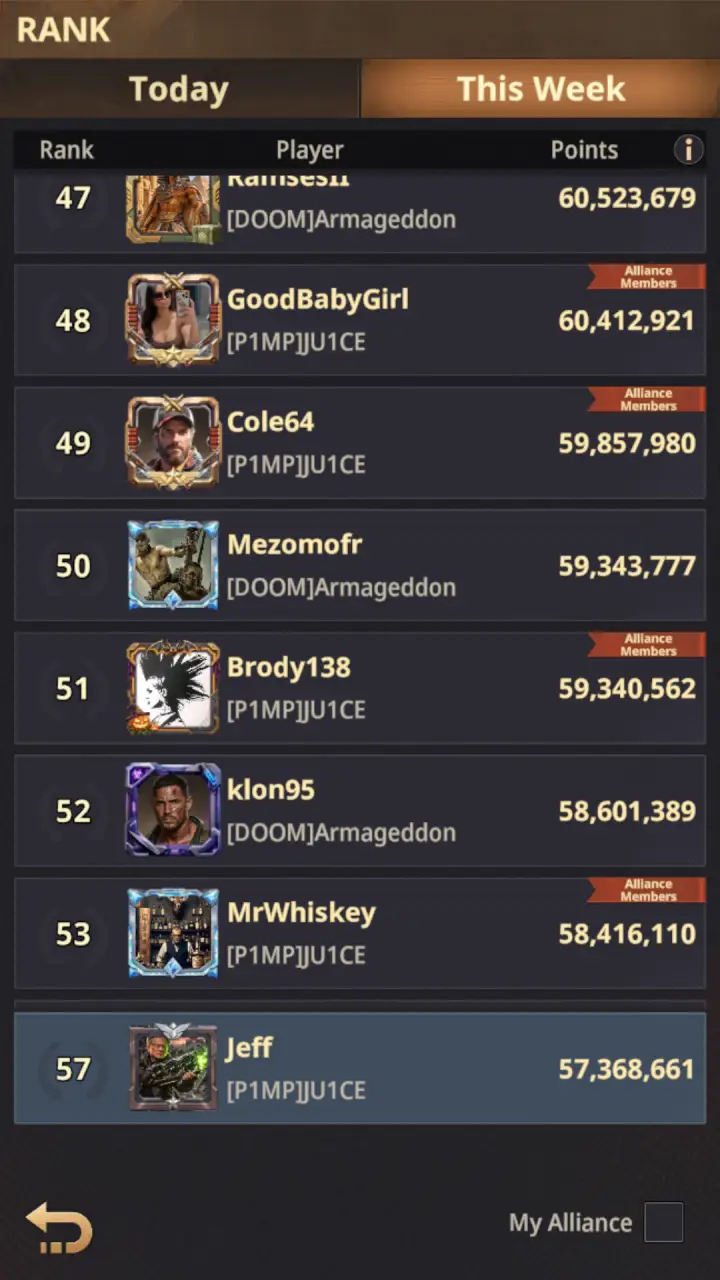 RANK
Today
This Week
Rank
Player
Points
i
47
RamsesII
[DOOM]Armageddon
60,523,679
Alliance
Members
48
GoodBabyGirl
[P1MP]JU1CE
60,412,921
Alliance
Members
49
Cole64
[P1MP]JU1CE
59,857,980
50
Mezomofr
[DOOM]Armageddon
59,343,777
Alliance
Members
51
Brody138
[P1MP]JU1CE
59,340,562
52
klon95
[DOOM]Armageddon
58,601,389
Alliance
Members
53
MrWhiskey
[P1MP]JU1CE
58,416,110
57
Jeff
[P1MP]JU1CE
57,368,661
My Alliance